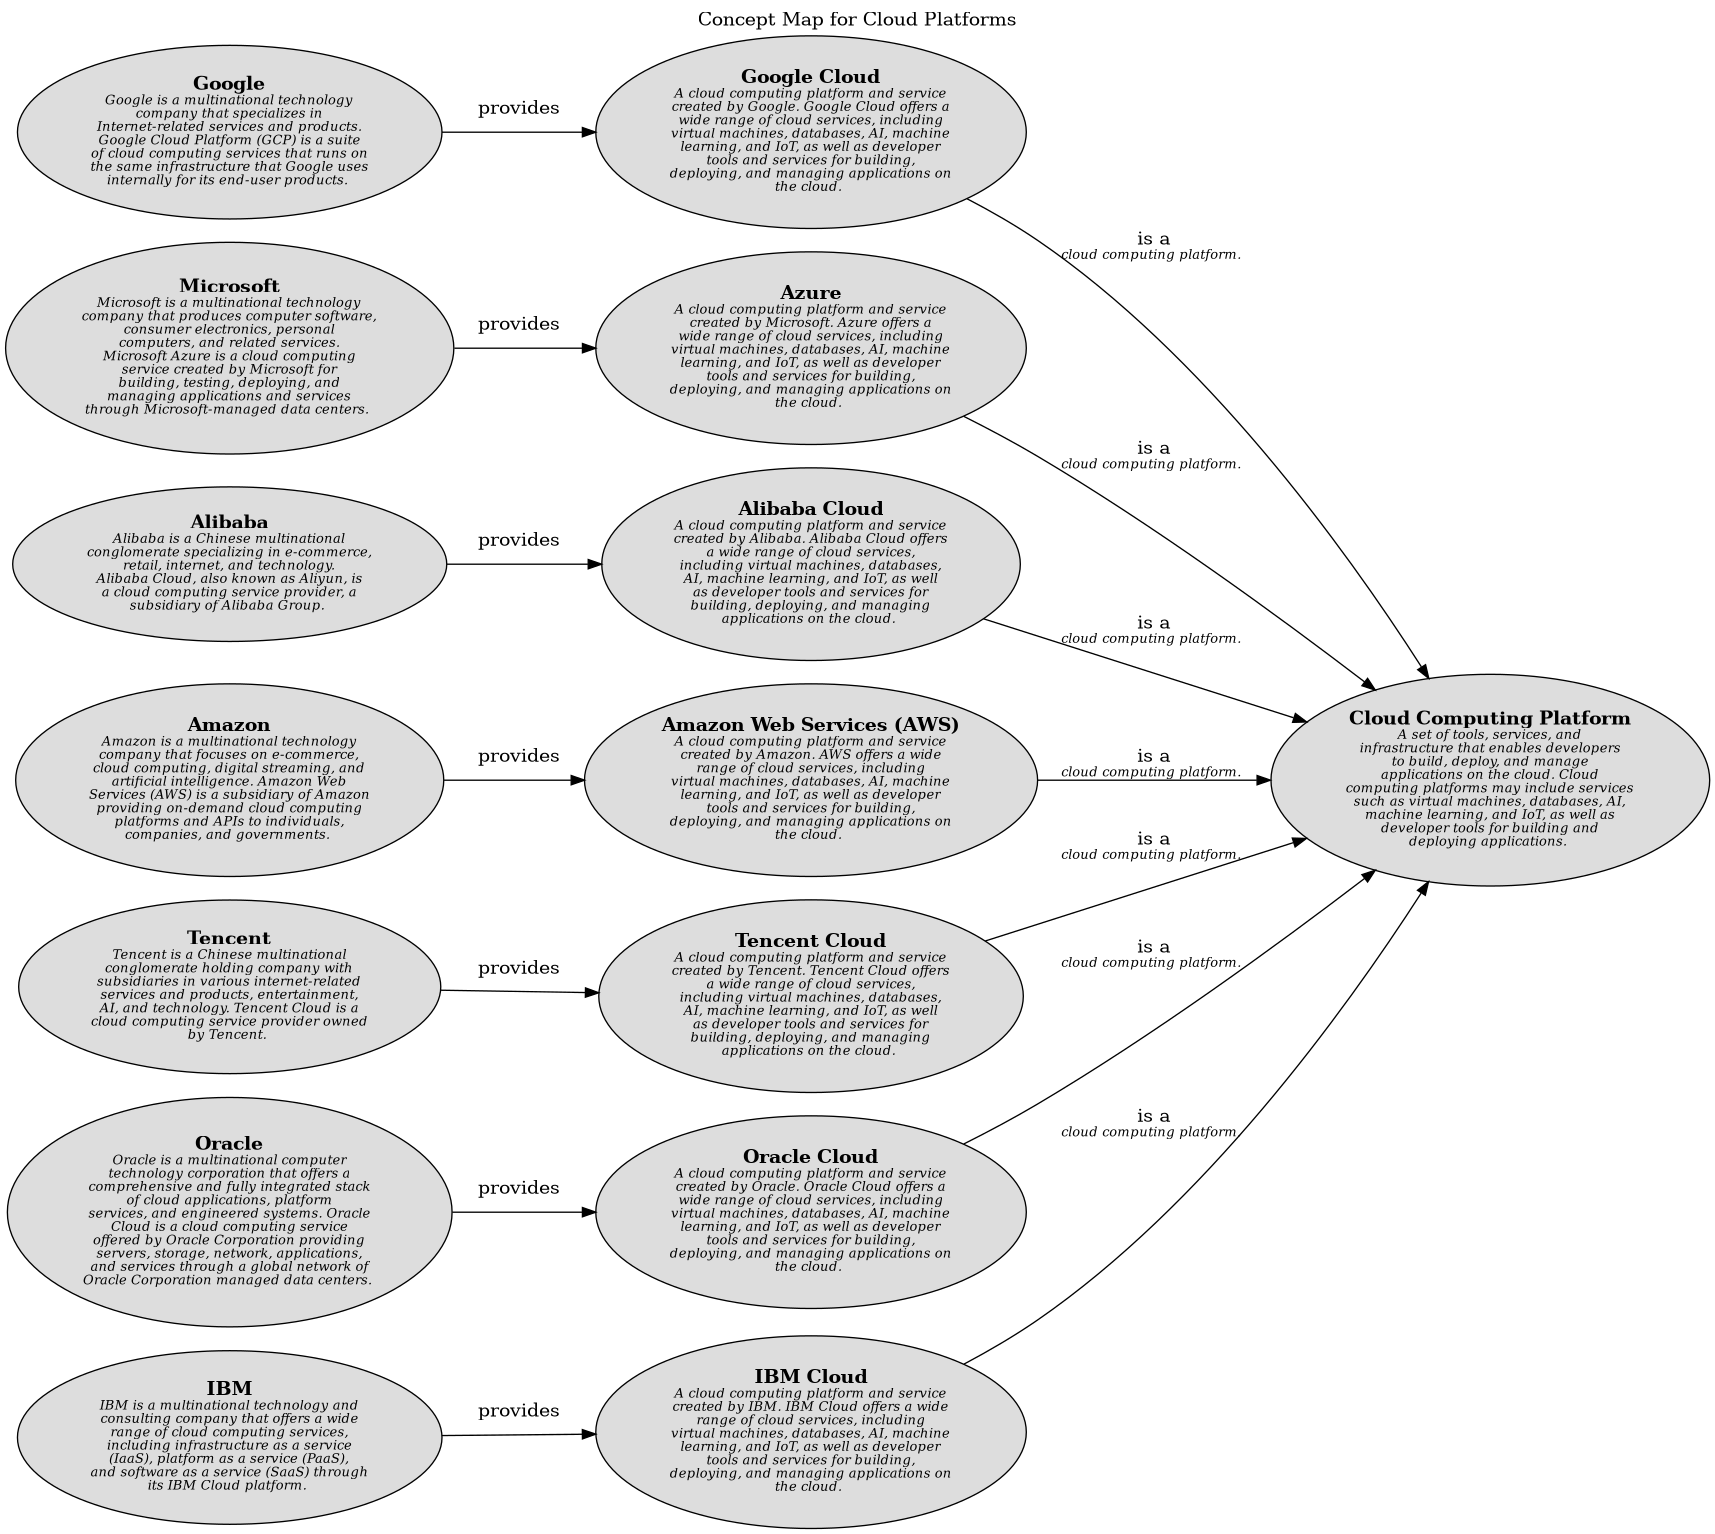 Concept Map for Cloud Platforms
Google
Google is a multinational technology
company that specializes in
Internet-related services and products.
Google Cloud Platform (GCP) is a suite
of cloud computing services that runs on
the same infrastructure that Google uses
internally for its end-user products.
provides
Google Cloud
A cloud computing platform and service
created by Google. Google Cloud offers a
wide range of cloud services, including
virtual machines, databases, AI, machine
learning, and IoT, as well as developer
tools and services for building,
deploying, and managing applications on
the cloud.
is a
cloud computing platform.
Microsoft
Microsoft is a multinational technology
company that produces computer software,
consumer electronics, personal
computers, and related services.
Microsoft Azure is a cloud computing
service created by Microsoft for
building, testing, deploying, and
managing applications and services
through Microsoft-managed data centers.
provides
Azure
A cloud computing platform and service
created by Microsoft. Azure offers a
wide range of cloud services, including
virtual machines, databases, AI, machine
learning, and IoT, as well as developer
tools and services for building,
deploying, and managing applications on
the cloud.
is a
cloud computing platform.
Alibaba
Alibaba is a Chinese multinational
conglomerate specializing in e-commerce,
retail, internet, and technology.
Alibaba Cloud, also known as Aliyun, is
a cloud computing service provider, a
subsidiary of Alibaba Group.
provides
Alibaba Cloud
A cloud computing platform and service
created by Alibaba. Alibaba Cloud offers
a wide range of cloud services,
including virtual machines, databases,
AI, machine learning, and IoT, as well
as developer tools and services for
building, deploying, and managing
applications on the cloud.
is a
cloud computing platform.
Amazon
Amazon is a multinational technology
company that focuses on e-commerce,
cloud computing, digital streaming, and
artificial intelligence. Amazon Web
Services (AWS) is a subsidiary of Amazon
providing on-demand cloud computing
platforms and APIs to individuals,
companies, and governments.
provides
Amazon Web Services (AWS)
A cloud computing platform and service
created by Amazon. AWS offers a wide
range of cloud services, including
virtual machines, databases, AI, machine
learning, and IoT, as well as developer
tools and services for building,
deploying, and managing applications on
the cloud.
is a
cloud computing platform.
Cloud Computing Platform
A set of tools, services, and
infrastructure that enables developers
to build, deploy, and manage
applications on the cloud. Cloud
computing platforms may include services
such as virtual machines, databases, AI,
machine learning, and IoT, as well as
developer tools for building and
deploying applications.
Tencent
Tencent is a Chinese multinational
conglomerate holding company with
subsidiaries in various internet-related
services and products, entertainment,
AI, and technology. Tencent Cloud is a
cloud computing service provider owned
by Tencent.
provides
Tencent Cloud
A cloud computing platform and service
created by Tencent. Tencent Cloud offers
a wide range of cloud services,
including virtual machines, databases,
AI, machine learning, and IoT, as well
as developer tools and services for
building, deploying, and managing
applications on the cloud.
is a
cloud computing platform.
Oracle
Oracle is a multinational computer
technology corporation that offers a
comprehensive and fully integrated stack
of cloud applications, platform
services, and engineered systems. Oracle
Cloud is a cloud computing service
offered by Oracle Corporation providing
servers, storage, network, applications,
and services through a global network of
Oracle Corporation managed data centers.
provides
Oracle Cloud
A cloud computing platform and service
created by Oracle. Oracle Cloud offers a
wide range of cloud services, including
virtual machines, databases, AI, machine
learning, and IoT, as well as developer
tools and services for building,
deploying, and managing applications on
the cloud.
is a
cloud computing platform.
IBM
IBM is a multinational technology and
consulting company that offers a wide
range of cloud computing services,
including infrastructure as a service
(IaaS), platform as a service (PaaS),
and software as a service (SaaS) through
its IBM Cloud platform.
provides
IBM Cloud
A cloud computing platform and service
created by IBM. IBM Cloud offers a wide
range of cloud services, including
virtual machines, databases, AI, machine
learning, and IoT, as well as developer
tools and services for building,
deploying, and managing applications on
the cloud.
is a
cloud computing platform.